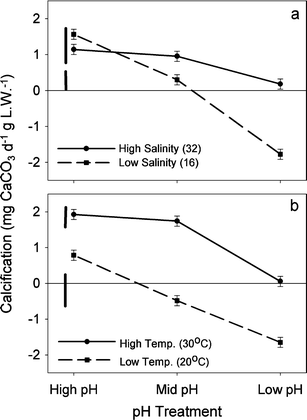 a
2
1
0
-1
-2
High Salinity (32)
Low Salinity (16)
Calcification (mg CaCO₃ d⁻¹ g L.W.⁻¹)
b
2
1
0
-1
-2
High Temp. (30°C)
Low Temp. (20°C)
High pH Mid pH Low pH
pH Treatment